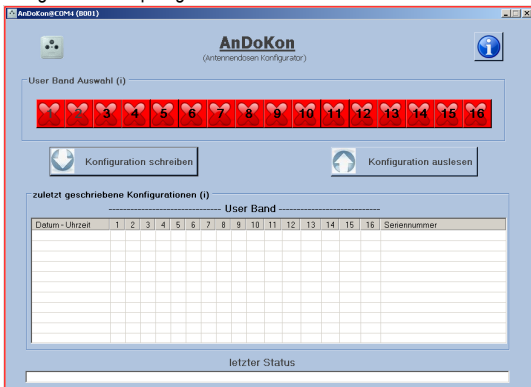 AnDoKon@COM4 (B001)
AnDoKon
(Antennendosen Konfigurator)
User Band Auswahl (i)
1 2 3 4 5 6 7 8 9 10 11 12 13 14 15 16
Konfiguration schreiben Konfiguration auslesen
zuletzt geschriebene Konfigurationen (i)
------------------------------ User Band ---------------------------
Datum - Uhrzeit 1 2 3 4 5 6 7 8 9 10 11 12 13 14 15 16 Seriennummer
letzter Status